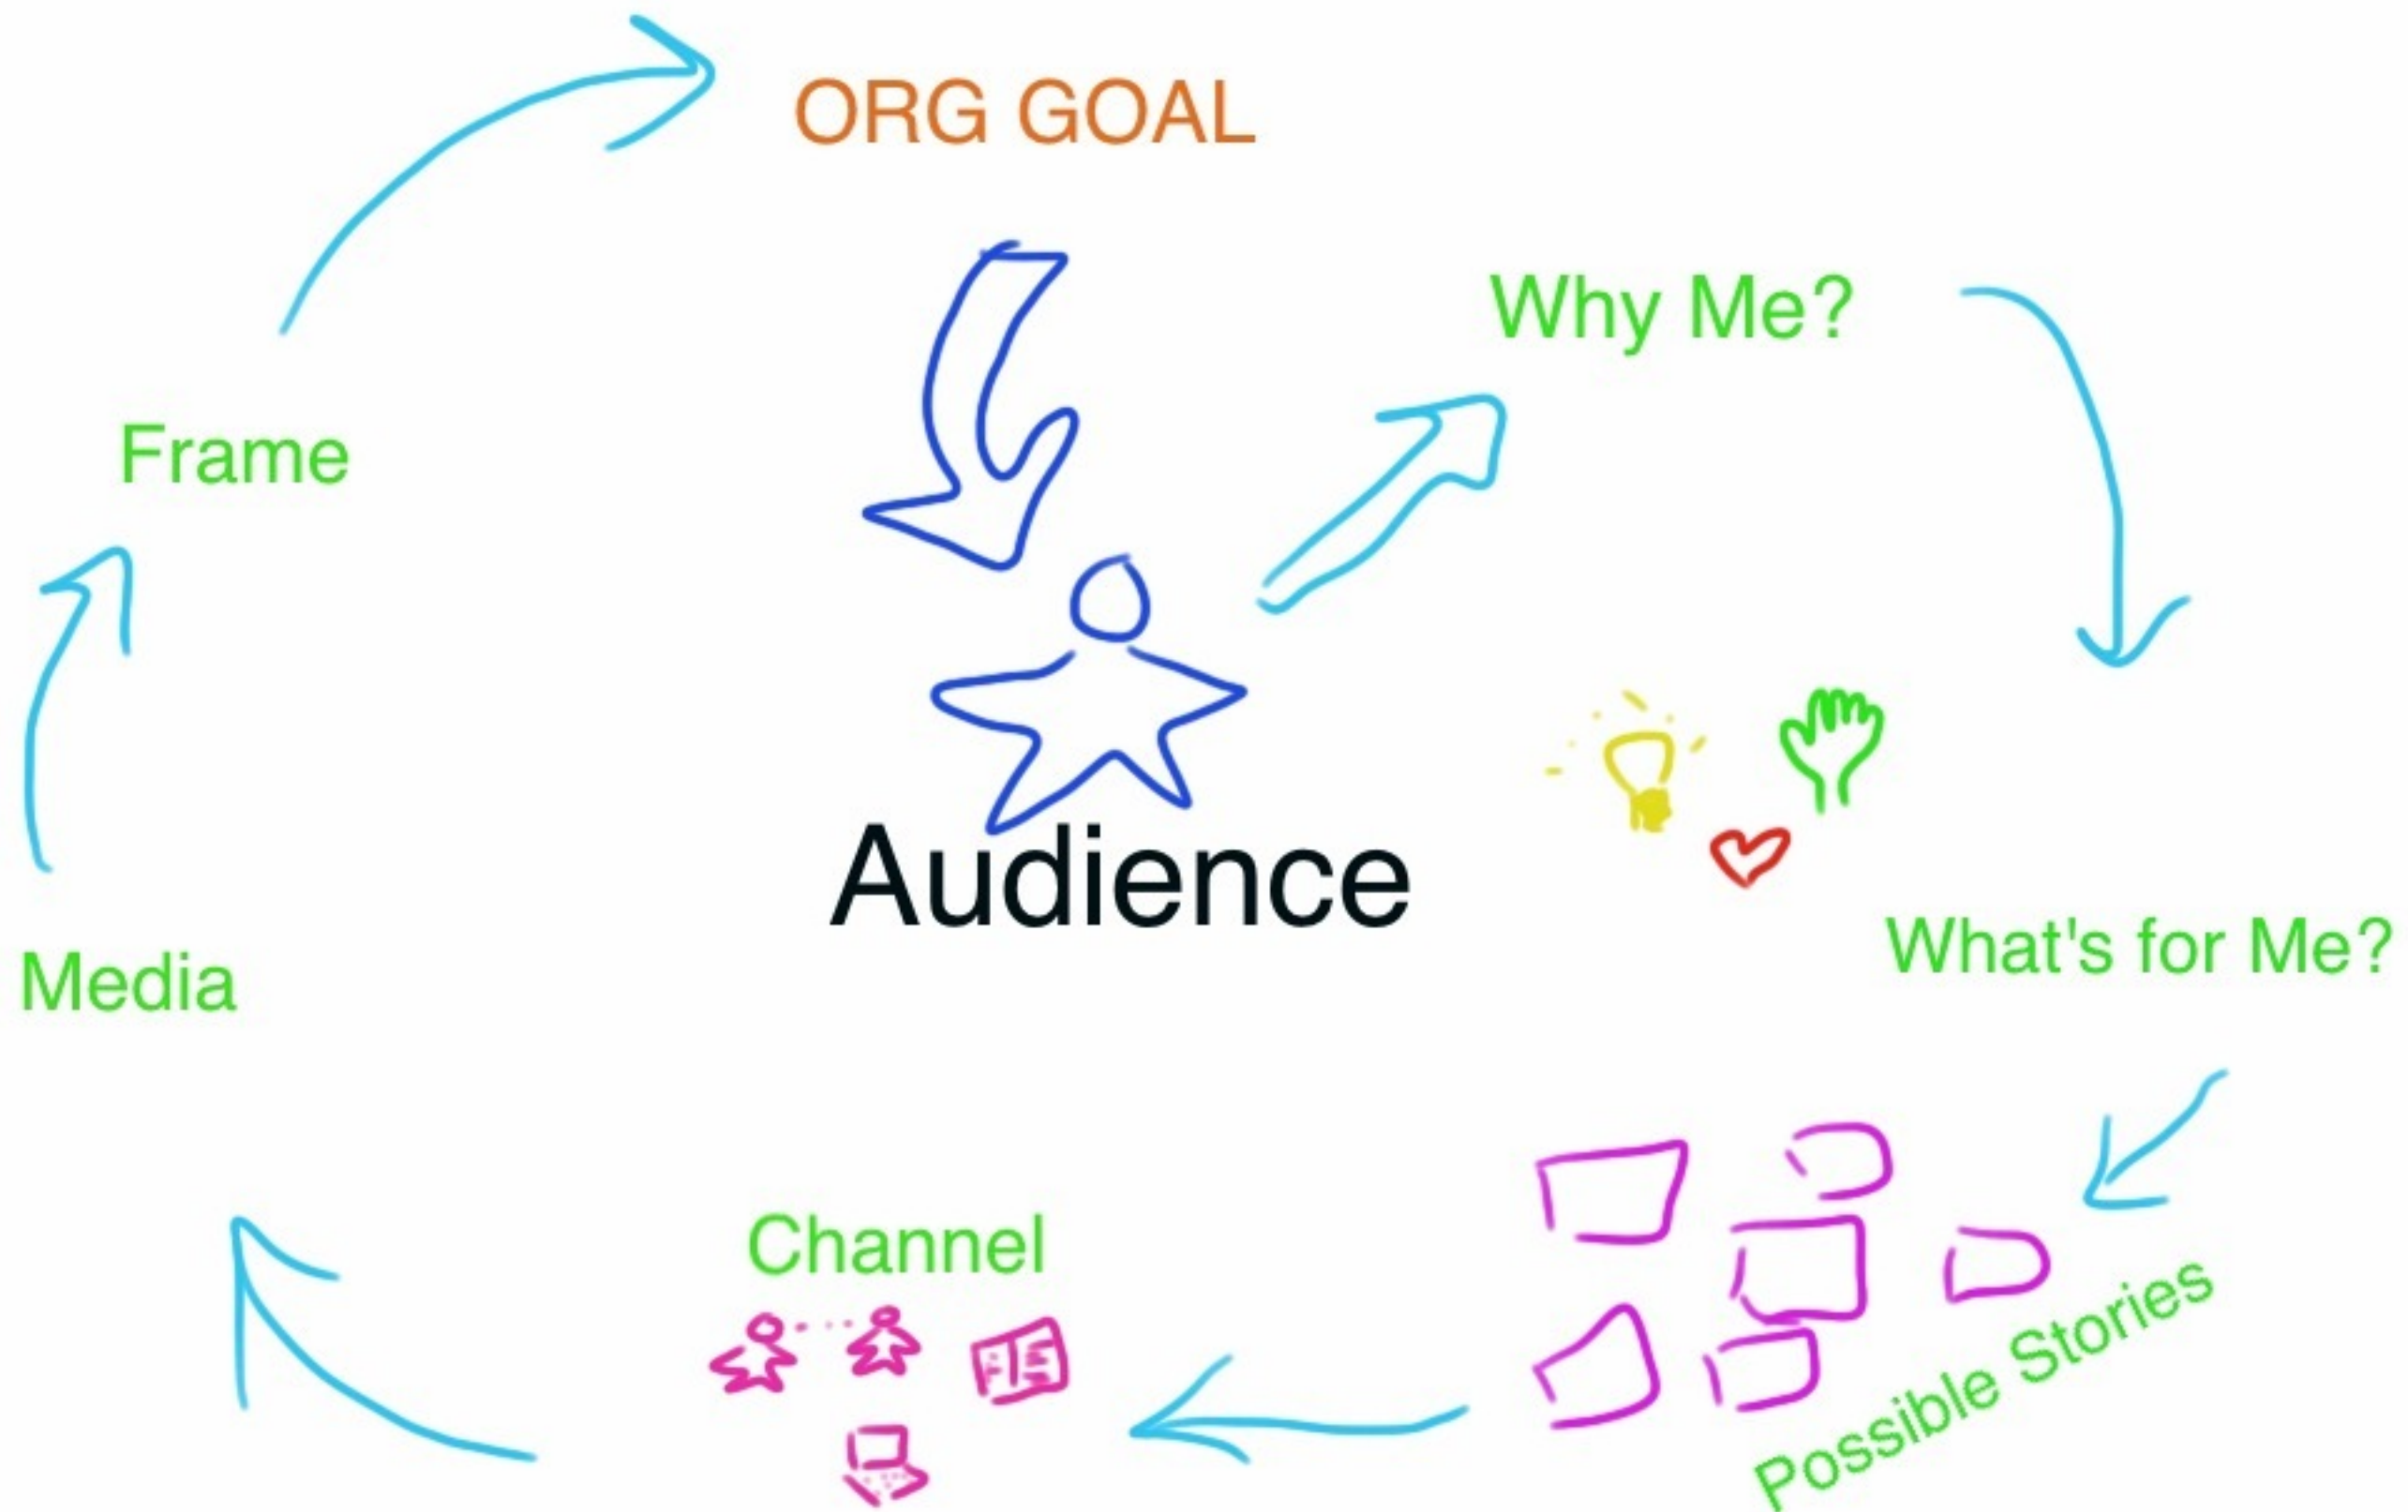 ORG GOAL
Why Me?
Frame
Audience
What's for Me?
Media
Channel
Possible Stories